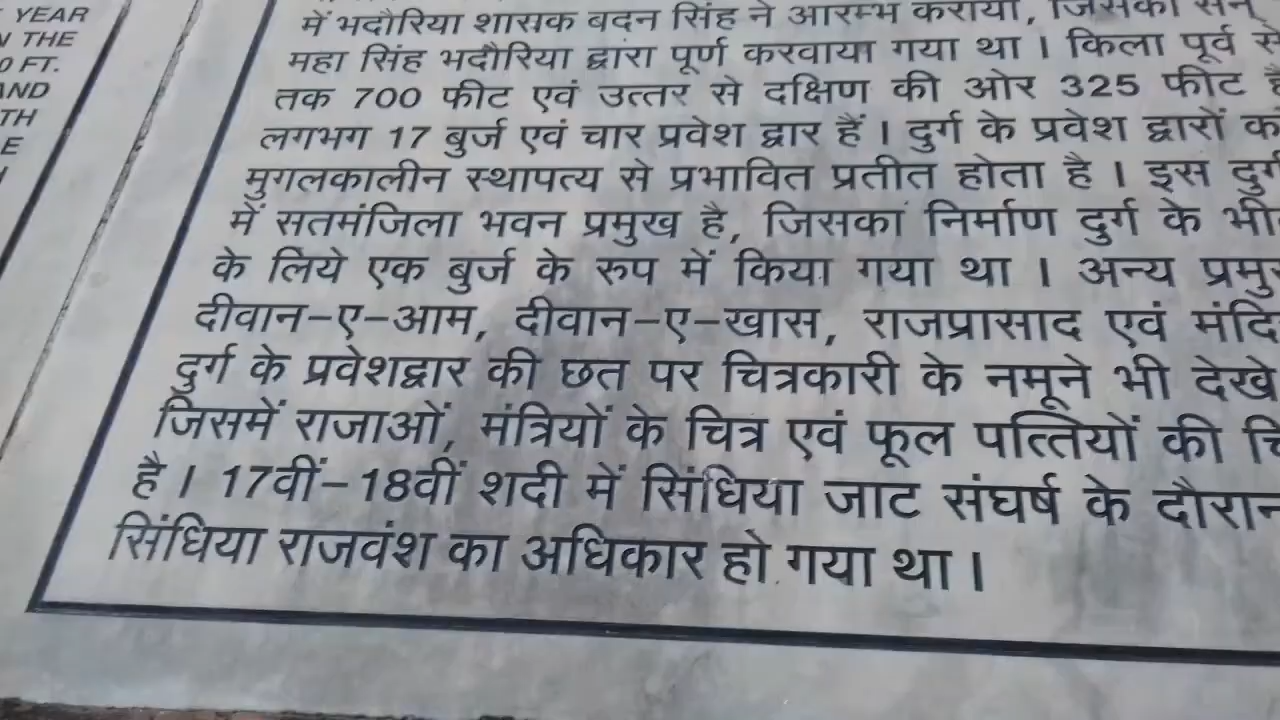 YEAR
THE
FT.
में भदौरिया शासक बदन सिंह ने आरम्भ कराया, जिसको सन्
महा सिंह भदौरिया द्वारा पूर्ण करवाया गया था । किला पूर्व से
तक 700 फीट एवं उत्तर से दक्षिण की ओर 325 फीट
लगभग 17 बुर्ज एवं चार प्रवेश द्वार हैं । दुर्ग के प्रवेश द्वारों
मुगलकालीन स्थापत्य से प्रभावित प्रतीत होता है । इस दुर्ग
में सतमंजिला भवन प्रमुख है, जिसका निर्माण दुर्ग के
के लिये एक बुर्ज के रुप में किया गया था । अन्य
दीवान-ए-आम, दीवान-ए-खास, राजप्रासाद एवं
दुर्ग के प्रवेशद्वार की छत पर चित्रकारी के नमूने भी देखे
जिसमें राजाओं, मंत्रियों के चित्र एवं फूल पत्तियों की
है । 17वीं-18वीं शदी में सिंधिया जाट संघर्ष के दौरान
सिंधिया राजवंश का अधिकार हो गया था ।